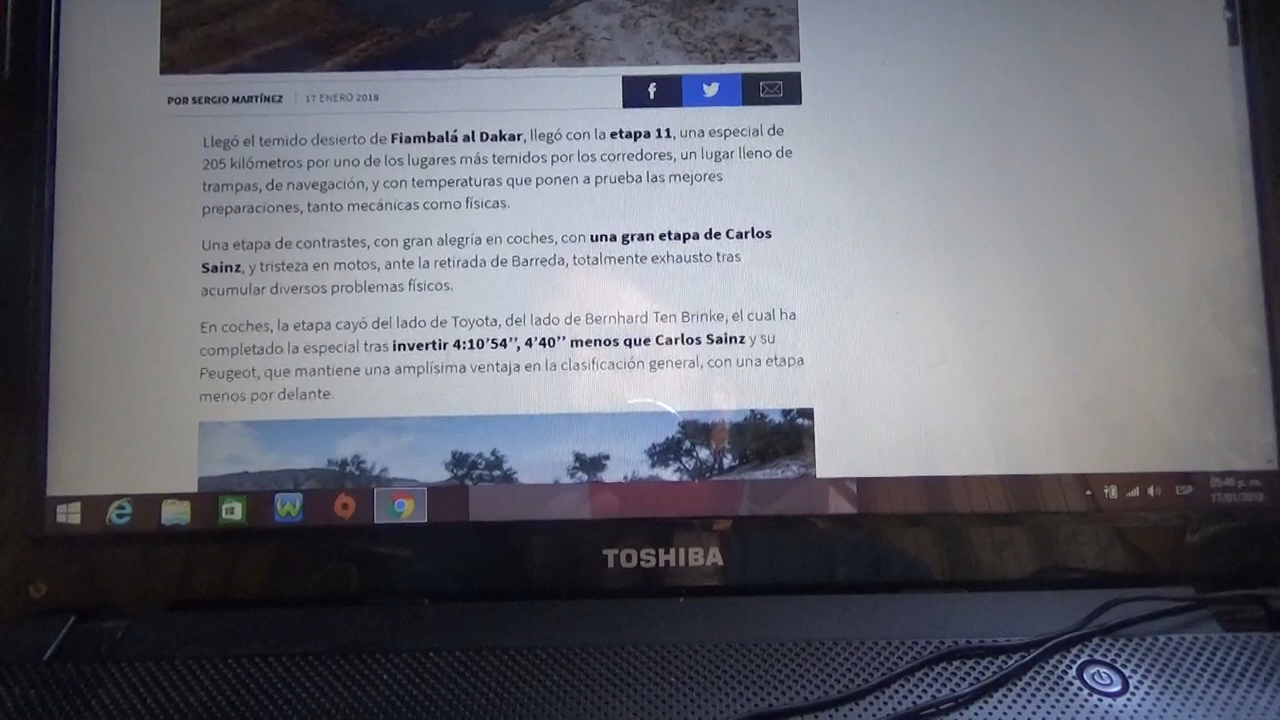 POR SERGIO MARTÍNEZ | 17 ENERO 2018
Llegó el temido desierto de Fiambalá al Dakar, llegó con la etapa 11, una especial de
205 kilómetros por uno de los lugares más temidos por los corredores, un lugar lleno de
trampas, de navegación, y con temperaturas que ponen a prueba las mejores
preparaciones, tanto mecánicas como físicas.
Una etapa de contrastes, con gran alegría en coches, con una gran etapa de Carlos
Sainz, y tristeza en motos, ante la retirada de Barreda, totalmente exhausto tras
acumular diversos problemas físicos.
En coches, la etapa cayó del lado de Toyota, del lado de Bernhard Ten Brinke, el cual ha
completado la especial tras invertir 4:10’54’’, 4’40’’ menos que Carlos Sainz y su
Peugeot, que mantiene una amplísima ventaja en la clasificación general, con una etapa
menos por delante.
ESP
TOSHIBA